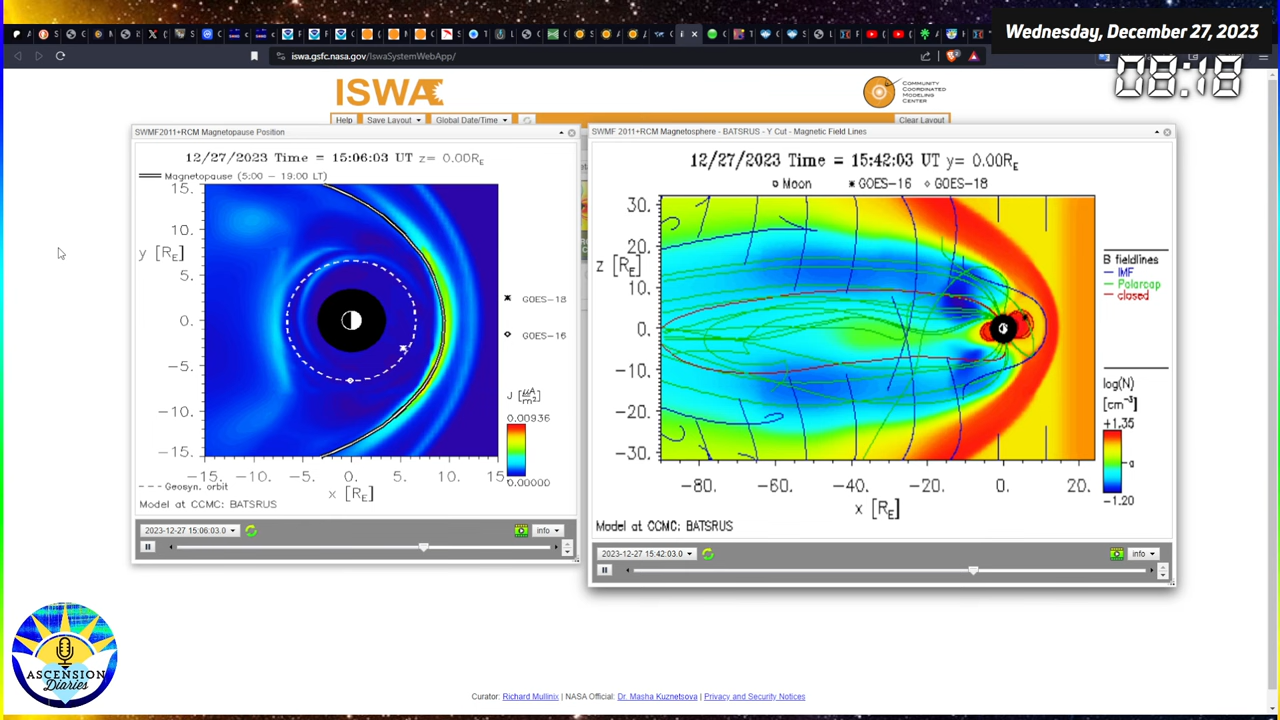 Wednesday, December 27, 2023
08:18
iswa.gsfc.nasa.gov/IswaSystemWebApp/
ISWA
COMMUNITY
COORDINATED
MODELING
CENTER
Help Save Layout Global Date/Time Clear Layout
SWMF2011+RCM Magnetopause Position
12/27/2023 Time = 15:06:03 UT z= 0.00RE
Magnetopause (5:00 – 19:00 LT)
15.
10.
y [RE]
5.
0.
-5.
-10.
-15.
-15. -10. -5. 0. 5. 10. 15
x [RE]
GOES-18
GOES-16
J [µA/m²]
0.00936
0.00000
Geosyn. orbit
Model at CCMC: BATSRUS
2023-12-27 15:06:03.0
info
SWMF 2011+RCM Magnetosphere - BATSRUS - Y Cut - Magnetic Field Lines
12/27/2023 Time = 15:42:03 UT y= 0.00RE
Moon GOES-16 GOES-18
30.
20.
z [RE]
10.
0.
-10.
-20.
-30.
-80. -60. -40. -20. 0. 20.
x [RE]
B fieldlines
IMF
Polarcap
closed
log(N)
[cm-3]
+1.35
-1.20
Model at CCMC: BATSRUS
2023-12-27 15:42:03.0
info
ASCENSION
Diaries
Curator: Richard Mullinix | NASA Official: Dr. Masha Kuznetsova | Privacy and Security Notices